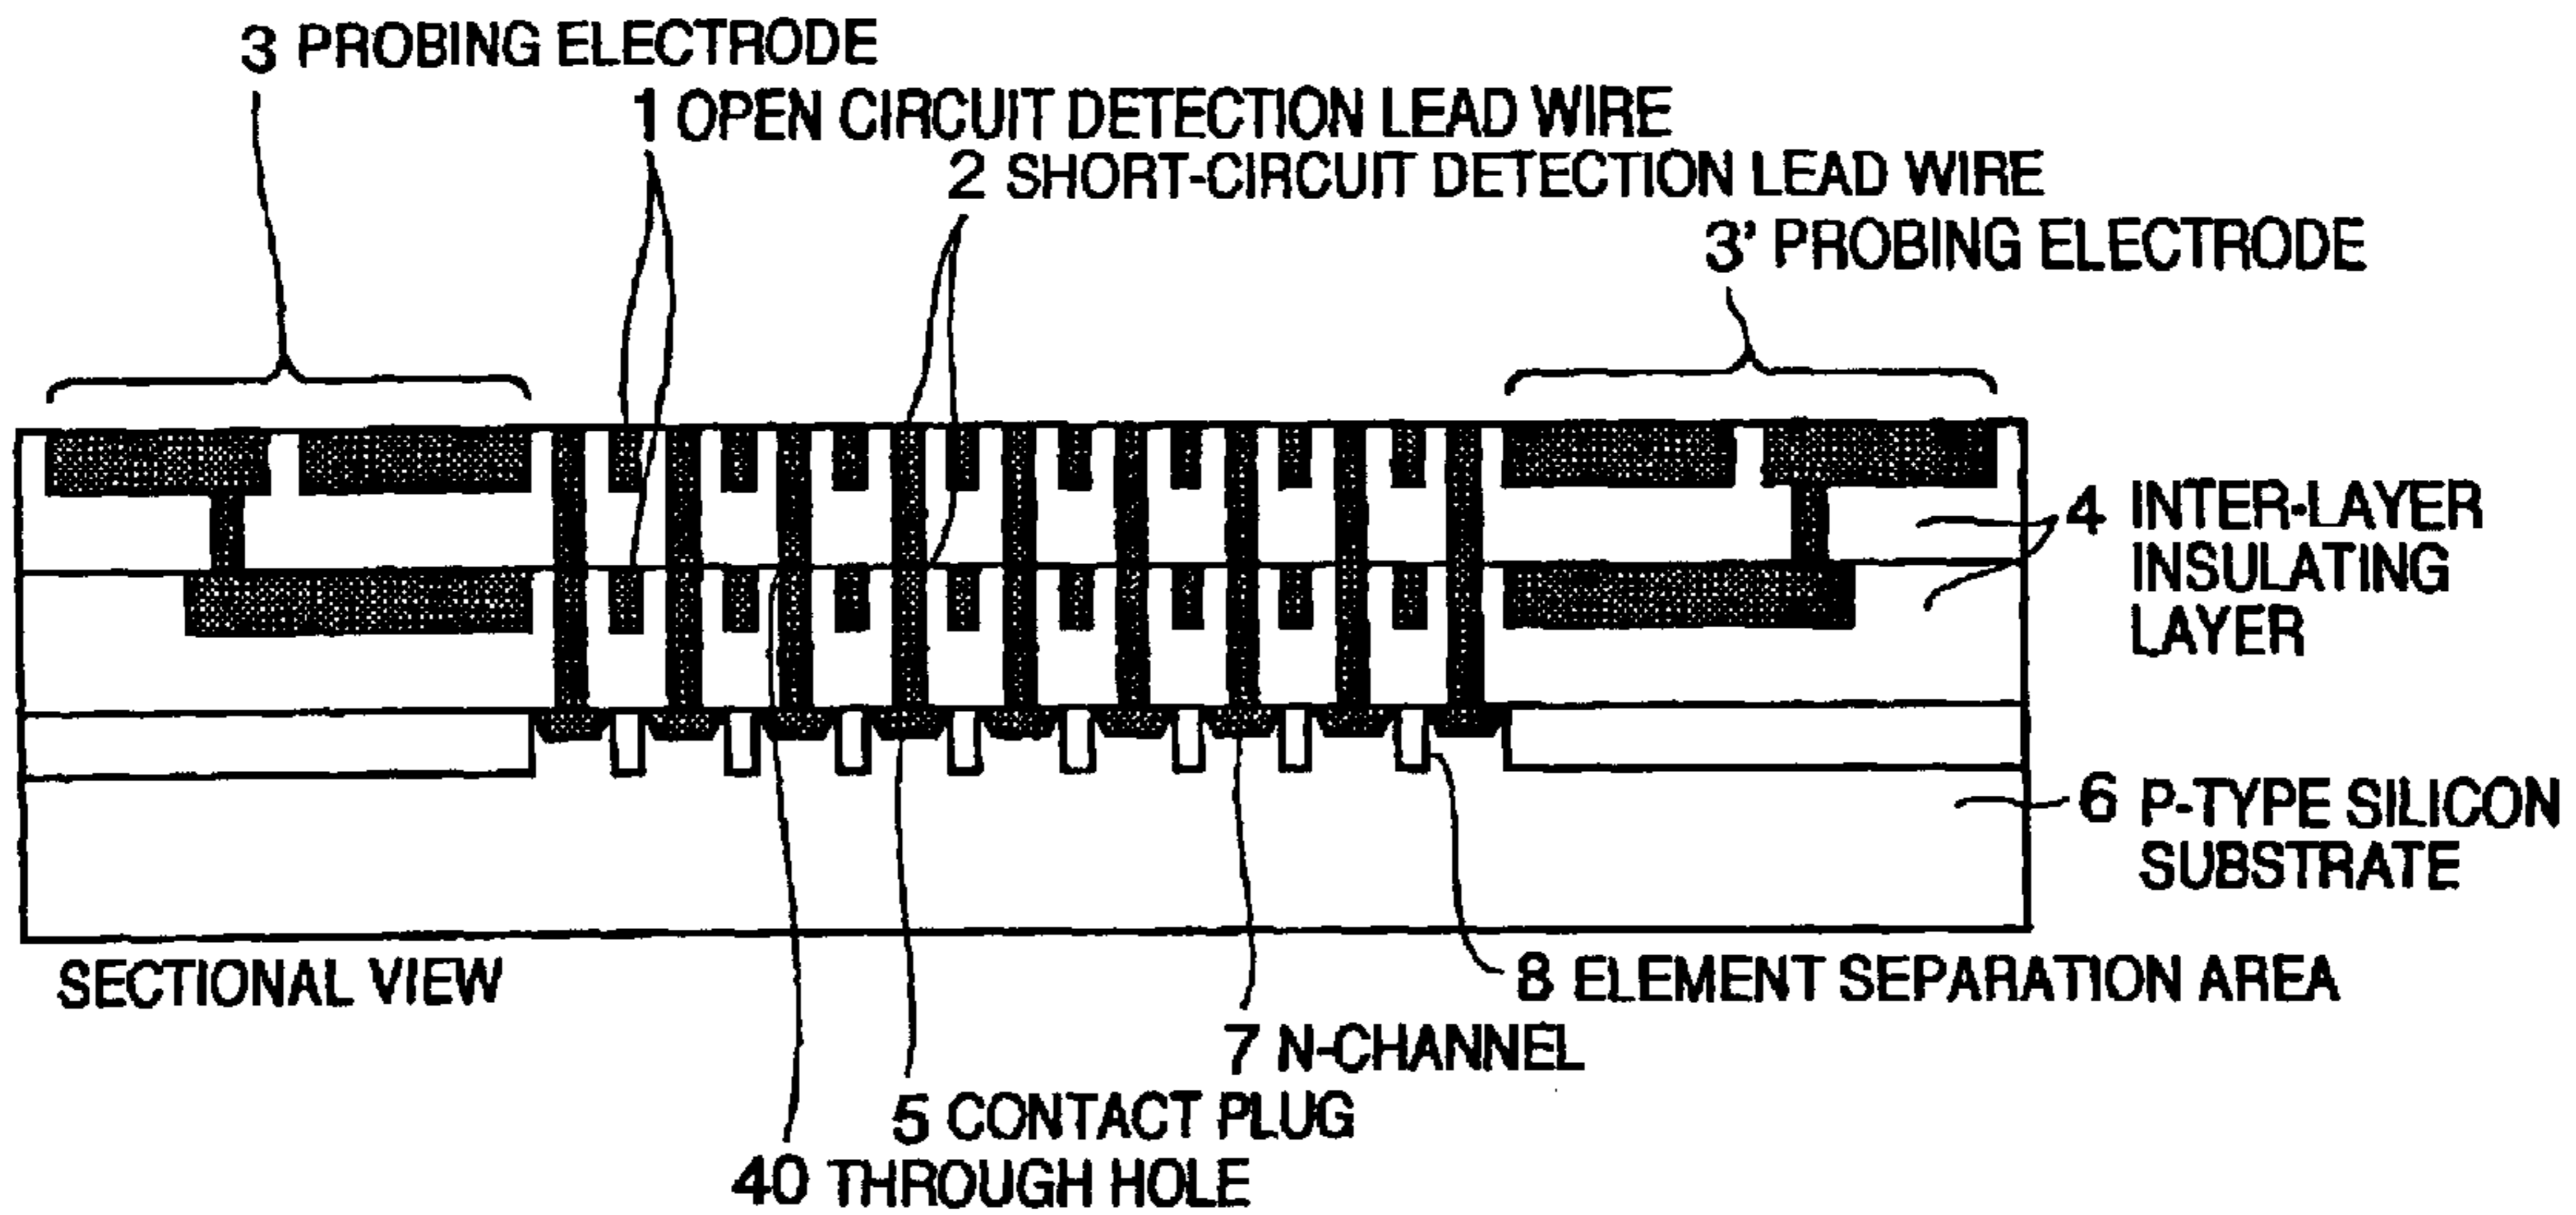 3 PROBING ELECTRODE
1 OPEN CIRCUIT DETECTION LEAD WIRE
2 SHORT-CIRCUIT DETECTION LEAD WIRE
3' PROBING ELECTRODE
4 INTER-LAYER
INSULATING
LAYER
6 P-TYPE SILICON
SUBSTRATE
SECTIONAL VIEW
8 ELEMENT SEPARATION AREA
7 N-CHANNEL
5 CONTACT PLUG
40 THROUGH HOLE